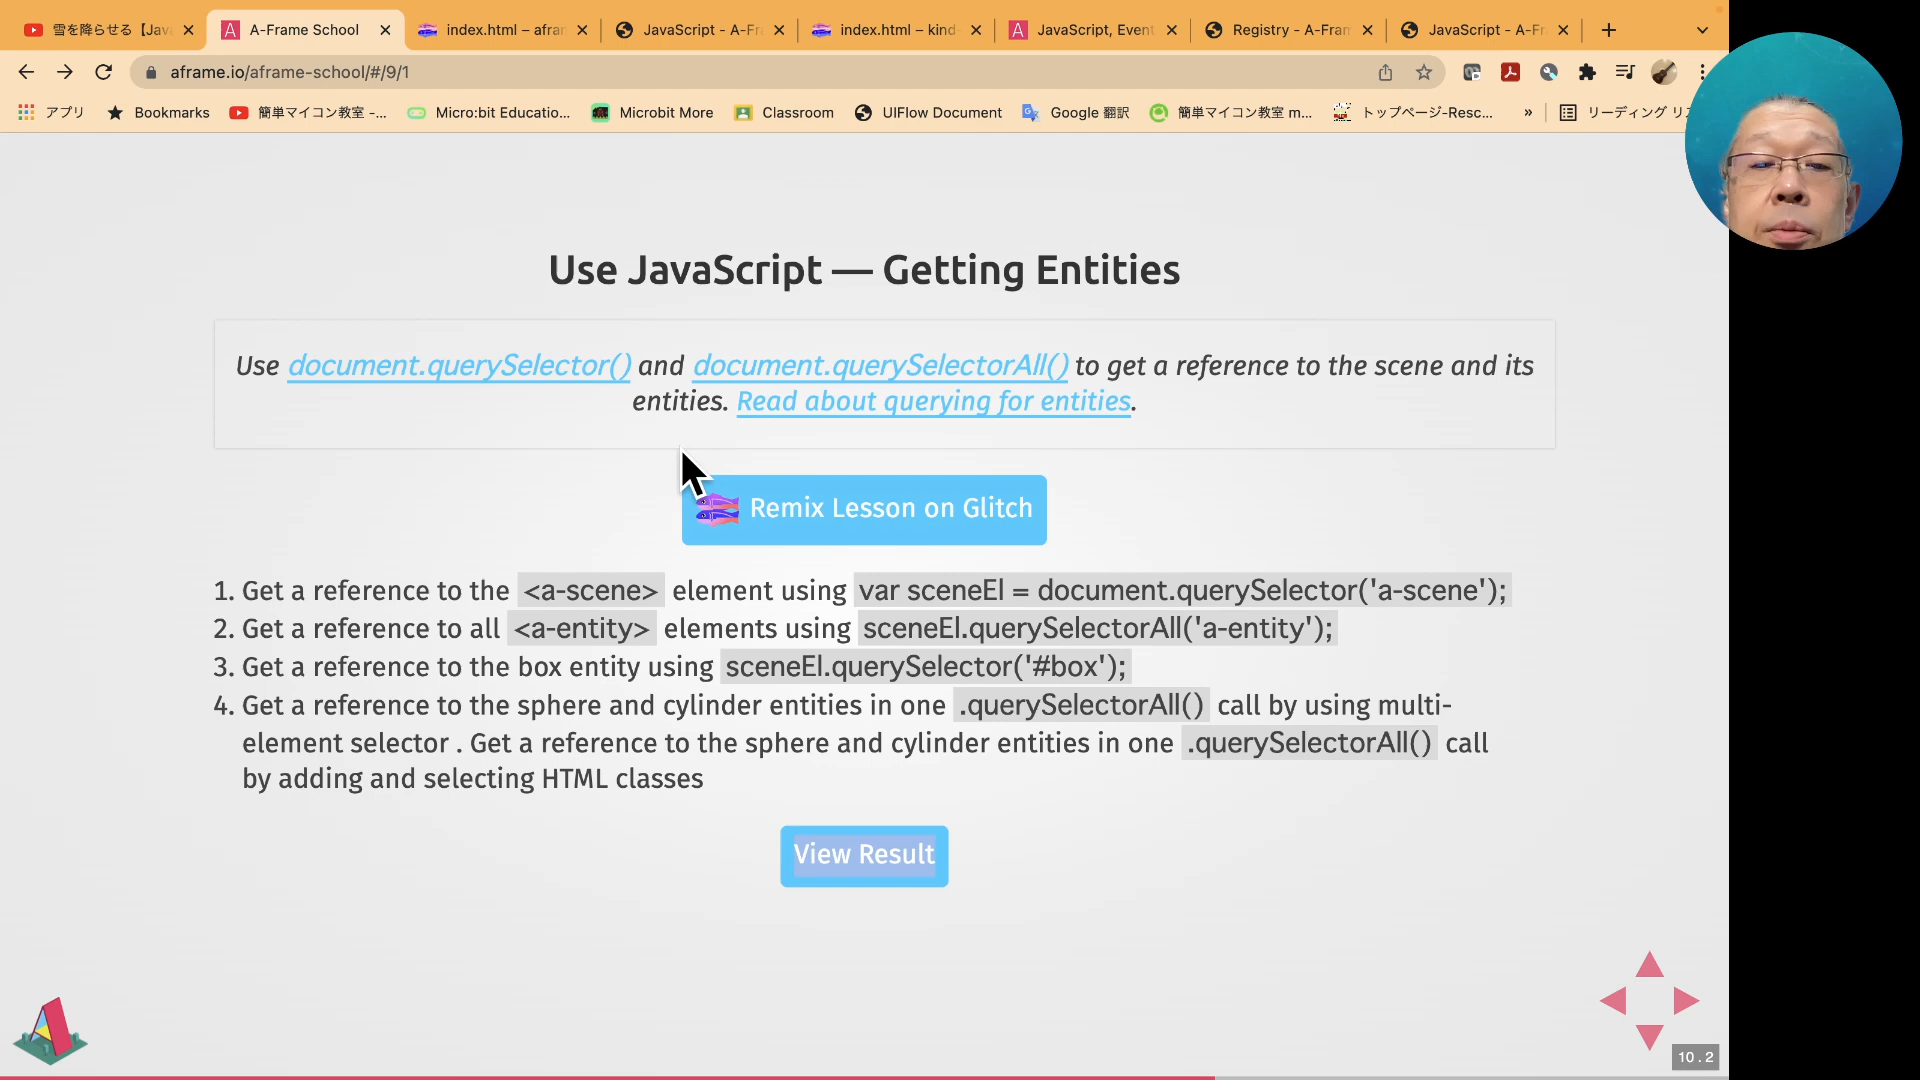 雪を降らせる【Java
A-Frame School
index.html – afran
JavaScript - A-Fr
index.html – kind-
JavaScript, Event
Registry - A-Fram
JavaScript - A-Fr
aframe.io/aframe-school/#/9/1
アプリ
Bookmarks
簡単マイコン教室 -...
Micro:bit Educatio...
Microbit More
Classroom
UIFlow Document
Google 翻訳
簡単マイコン教室 m...
トップページ-Resc...
»
リーディング リス
Use JavaScript — Getting Entities
Use document.querySelector() and document.querySelectorAll() to get a reference to the scene and its
entities. Read about querying for entities.
Remix Lesson on Glitch
1. Get a reference to the <a-scene> element using var sceneEl = document.querySelector('a-scene');
2. Get a reference to all <a-entity> elements using sceneEl.querySelectorAll('a-entity');
3. Get a reference to the box entity using sceneEl.querySelector('#box');
4. Get a reference to the sphere and cylinder entities in one .querySelectorAll() call by using multi-
element selector . Get a reference to the sphere and cylinder entities in one .querySelectorAll() call
by adding and selecting HTML classes
View Result
10 . 2